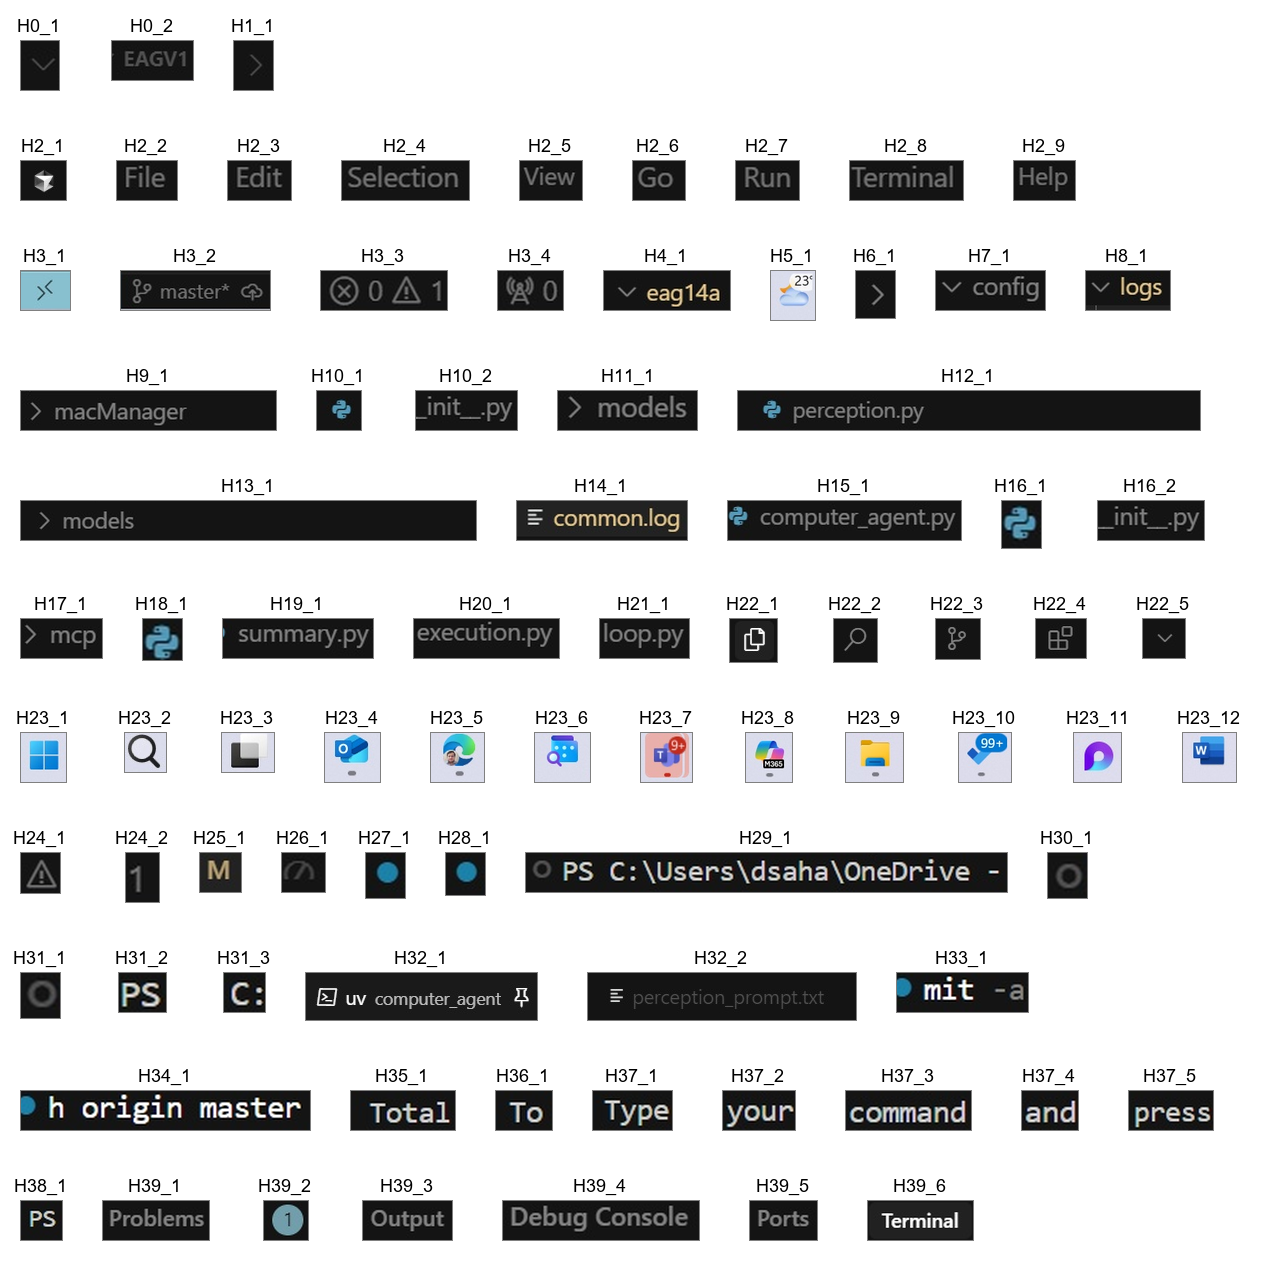 H0_1 H0_2 H1_1
EAGV1
H2_1 H2_2 H2_3 H2_4 H2_5 H2_6 H2_7 H2_8 H2_9
File Edit Selection View Go Run Terminal Help
H3_1 H3_2 H3_3 H3_4 H4_1 H5_1 H6_1 H7_1 H8_1
master* 0 1 0 eag14a 23° config logs
H9_1 H10_1 H10_2 H11_1 H12_1
macManager _init__.py models perception.py
H13_1 H14_1 H15_1 H16_1 H16_2
models common.log computer_agent.py __init__.py
H17_1 H18_1 H19_1 H20_1 H21_1 H22_1 H22_2 H22_3 H22_4 H22_5
mcp summary.py execution.py loop.py
H23_1 H23_2 H23_3 H23_4 H23_5 H23_6 H23_7 H23_8 H23_9 H23_10 H23_11 H23_12
O T 9+ M365 99+ W
H24_1 H24_2 H25_1 H26_1 H27_1 H28_1 H29_1 H30_1
1 M PS C:\Users\dsaha\OneDrive -
H31_1 H31_2 H31_3 H32_1 H32_2 H33_1
PS C: uv computer_agent perception_prompt.txt mit -a
H34_1 H35_1 H36_1 H37_1 H37_2 H37_3 H37_4 H37_5
h origin master Total To Type your command and press
H38_1 H39_1 H39_2 H39_3 H39_4 H39_5 H39_6
PS Problems 1 Output Debug Console Ports Terminal